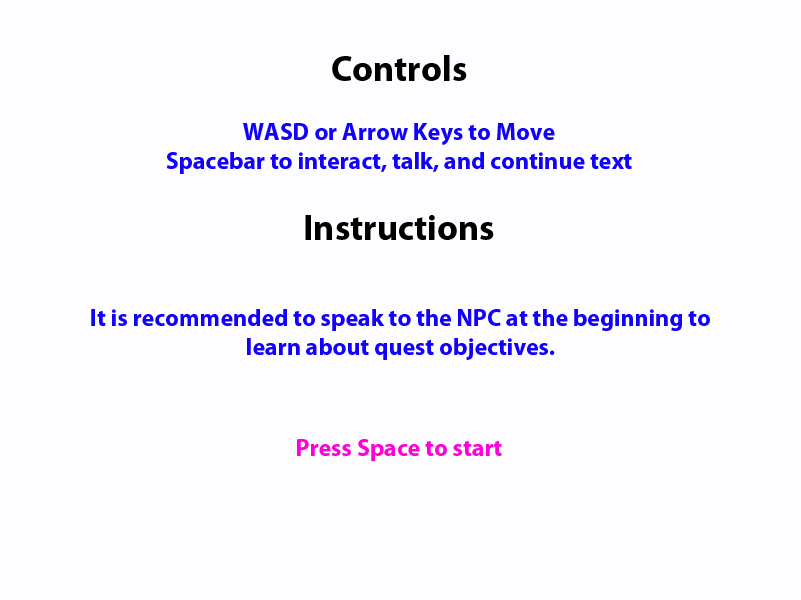 Controls
WASD or Arrow Keys to Move
Spacebar to interact, talk, and continue text
Instructions
It is recommended to speak to the NPC at the beginning to
learn about quest objectives.
Press Space to start